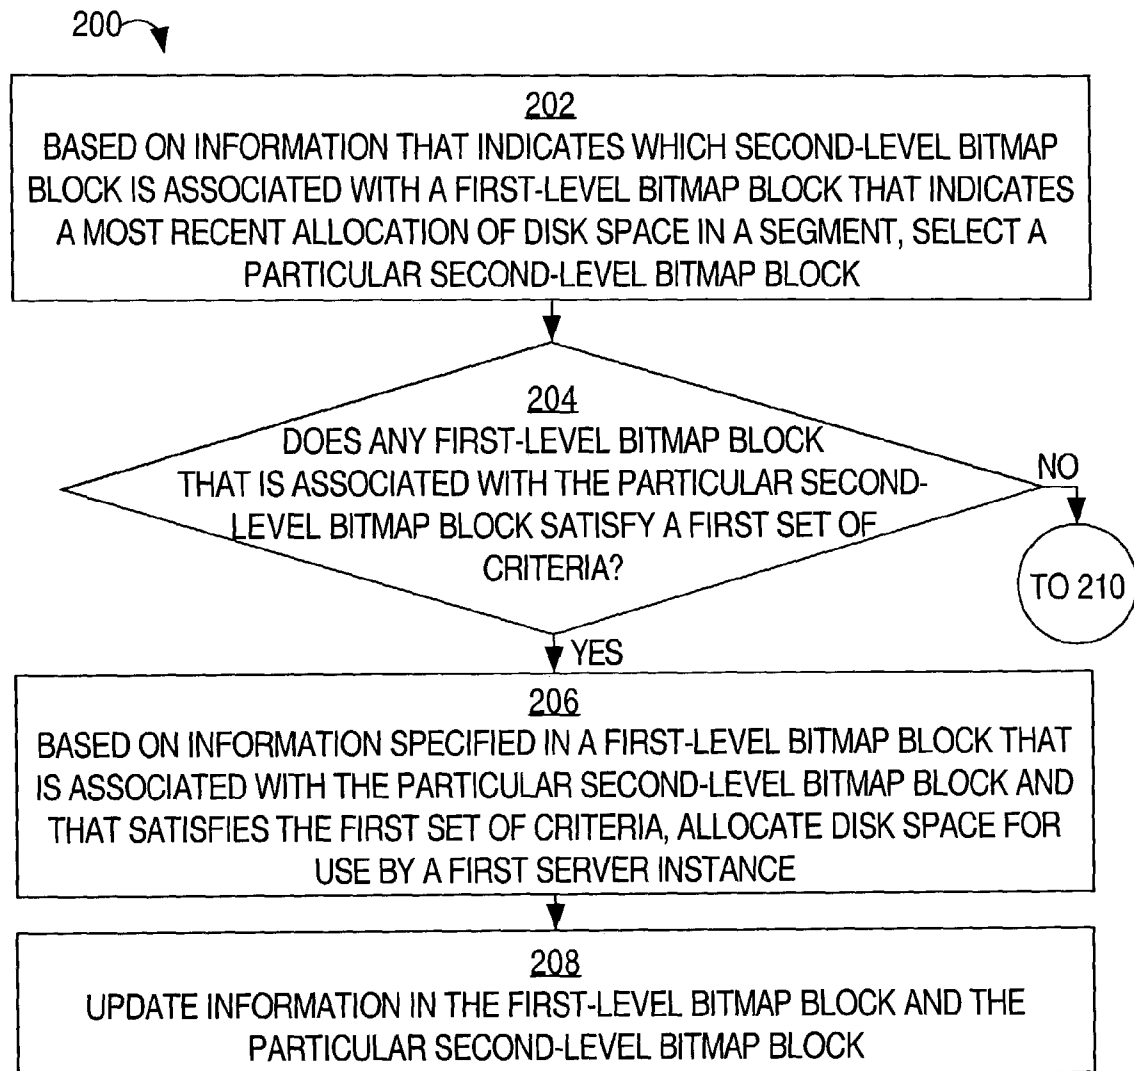 200
202
BASED ON INFORMATION THAT INDICATES WHICH SECOND-LEVEL BITMAP
BLOCK IS ASSOCIATED WITH A FIRST-LEVEL BITMAP BLOCK THAT INDICATES
A MOST RECENT ALLOCATION OF DISK SPACE IN A SEGMENT, SELECT A
PARTICULAR SECOND-LEVEL BITMAP BLOCK
204
DOES ANY FIRST-LEVEL BITMAP BLOCK
THAT IS ASSOCIATED WITH THE PARTICULAR SECOND-
LEVEL BITMAP BLOCK SATISFY A FIRST SET OF
CRITERIA?
NO
TO 210
YES
206
BASED ON INFORMATION SPECIFIED IN A FIRST-LEVEL BITMAP BLOCK THAT
IS ASSOCIATED WITH THE PARTICULAR SECOND-LEVEL BITMAP BLOCK AND
THAT SATISFIES THE FIRST SET OF CRITERIA, ALLOCATE DISK SPACE FOR
USE BY A FIRST SERVER INSTANCE
208
UPDATE INFORMATION IN THE FIRST-LEVEL BITMAP BLOCK AND THE
PARTICULAR SECOND-LEVEL BITMAP BLOCK